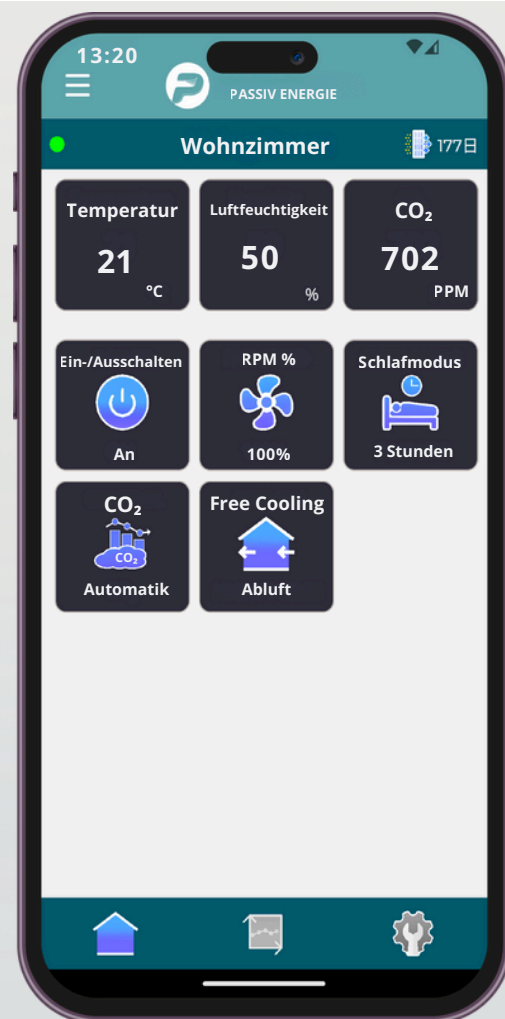 13:20
PASSIV ENERGIE
Wohnzimmer
177日
Temperatur
21
°C
Luftfeuchtigkeit
50
%
CO₂
702
PPM
Ein-/Ausschalten
An
RPM %
100%
Schlafmodus
3 Stunden
CO₂
CO₂
Automatik
Free Cooling
Abluft